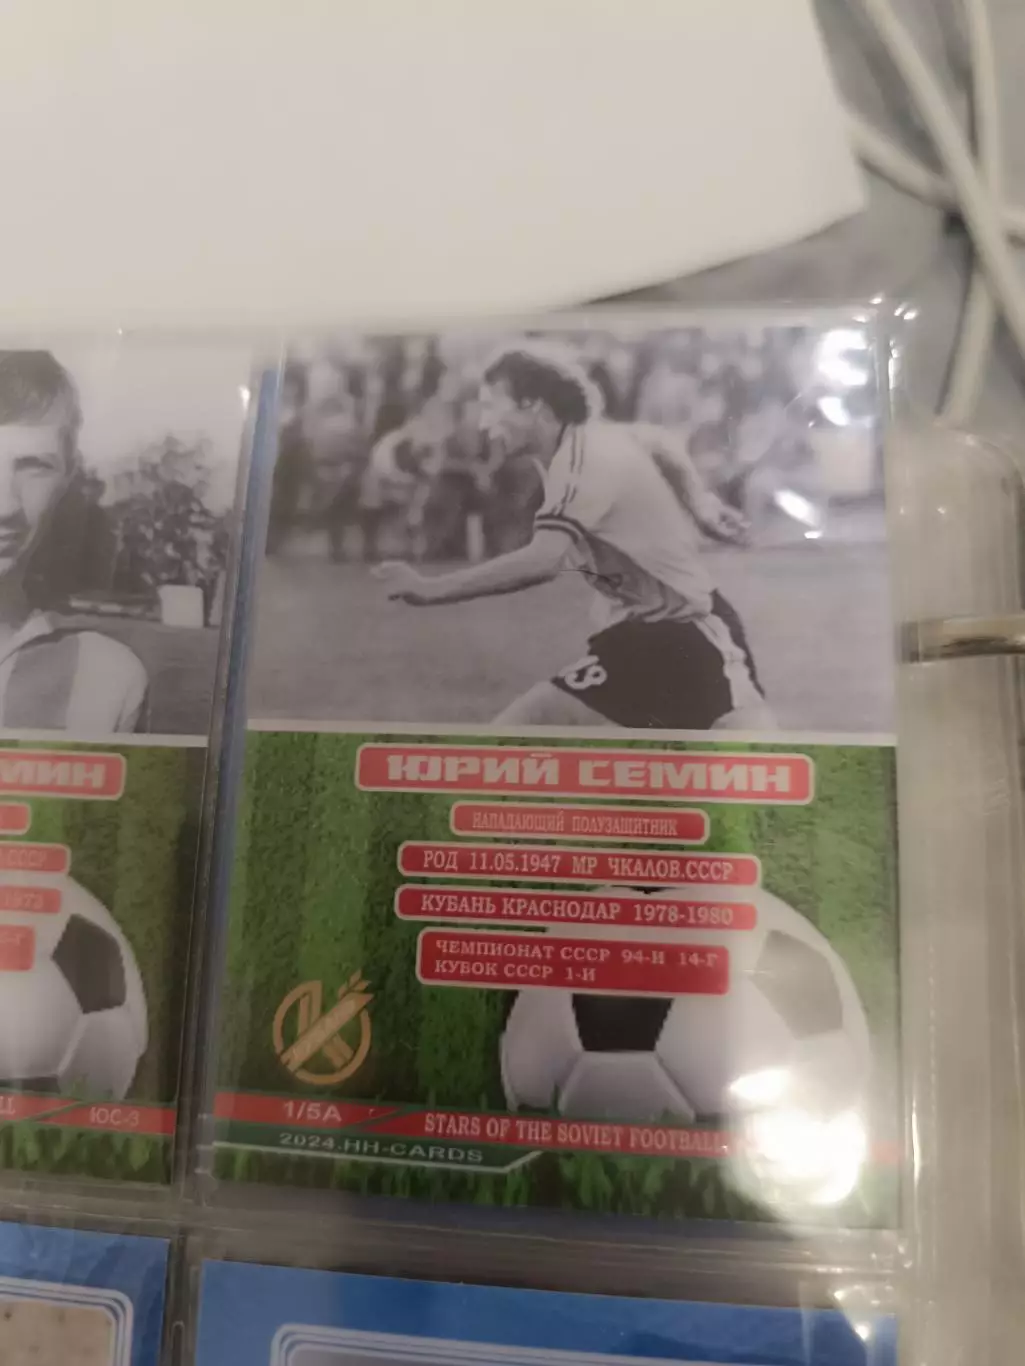 ЮРИЙ СЕМИН
НАПАДАЮЩИЙ ПОЛУЗАЩИТНИК
РОД 11.05.1947 МР ЧКАЛОВ.СССР
КУБАНЬ КРАСНОДАР 1978-1980
ЧЕМПИОНАТ СССР 94-И 14-Г
КУБОК СССР 1-И
1/5А
STARS OF THE SOVIET FOOTBALL
2024.HH-CARDS
19
МИН
СССР
ЮС-3